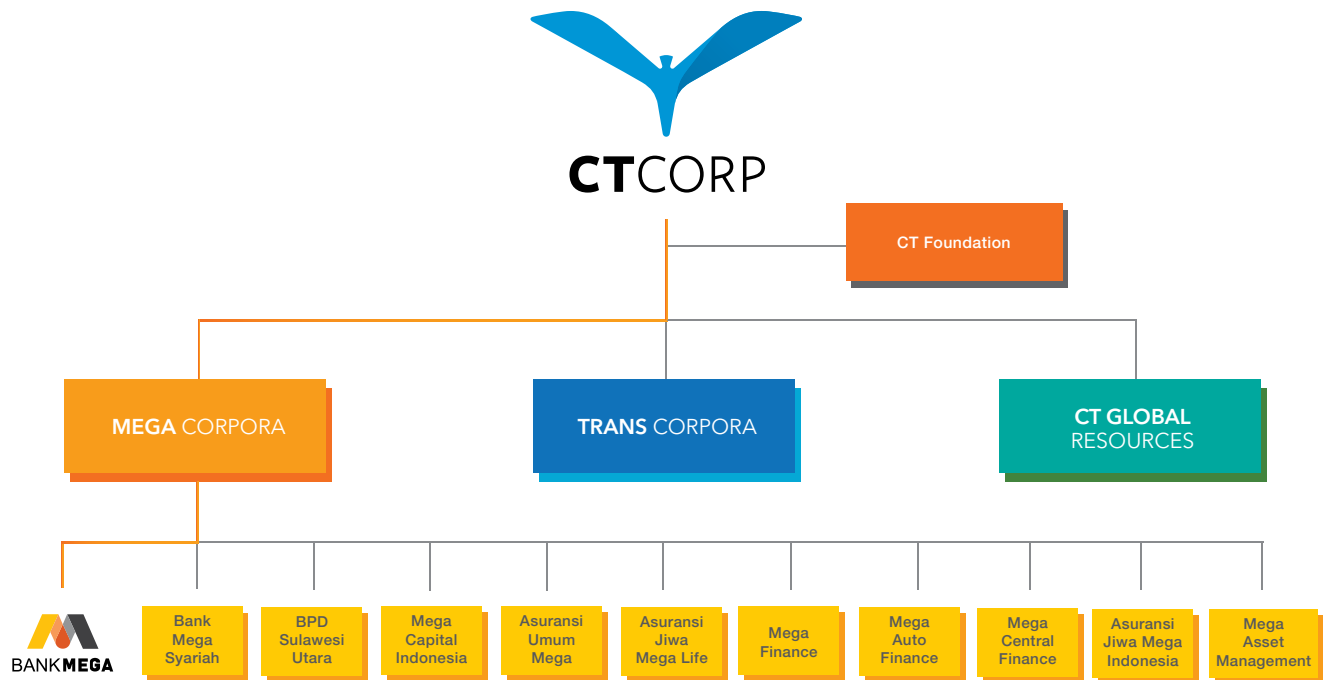 CTCORP
CT Foundation
MEGA CORPORA
TRANS CORPORA
CT GLOBAL
RESOURCES
BANKMEGA
Bank
Mega
Syariah
BPD
Sulawesi
Utara
Mega
Capital
Indonesia
Asuransi
Umum
Mega
Asuransi
Jiwa
Mega Life
Mega
Finance
Mega
Auto
Finance
Mega
Central
Finance
Asuransi
Jiwa Mega
Indonesia
Mega
Asset
Management